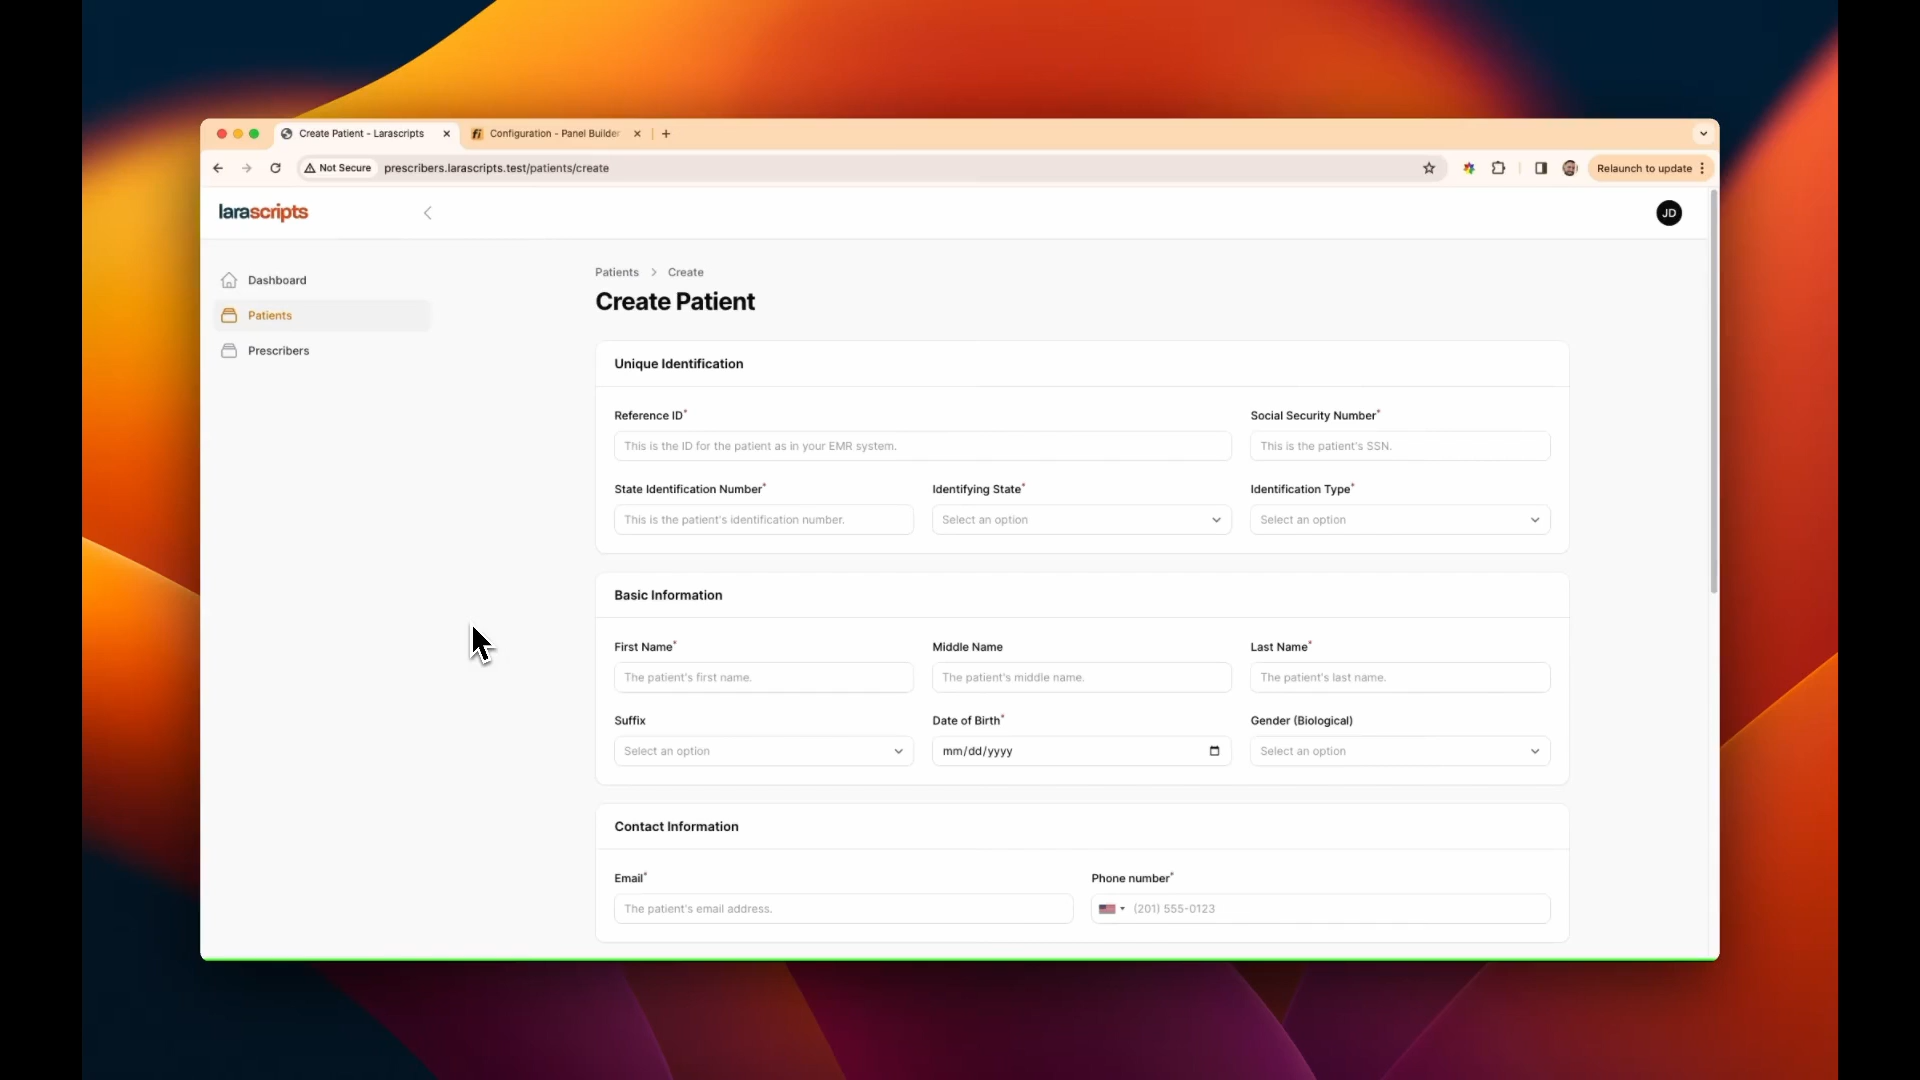 Create Patient - Larascripts
Configuration - Panel Builder
Not Secure
prescribers.larascripts.test/patients/create
Relaunch to update
larascripts
JD
Dashboard
Patients
Prescribers
Patients > Create
Create Patient
Unique Identification
Reference ID*
Social Security Number*
This is the ID for the patient as in your EMR system.
This is the patient's SSN.
State Identification Number*
Identifying State*
Identification Type*
This is the patient's identification number.
Select an option
Select an option
Basic Information
First Name*
Middle Name
Last Name*
The patient's first name.
The patient's middle name.
The patient's last name.
Suffix
Date of Birth*
Gender (Biological)
Select an option
mm/dd/yyyy
Select an option
Contact Information
Email*
Phone number*
The patient's email address.
(201) 555-0123